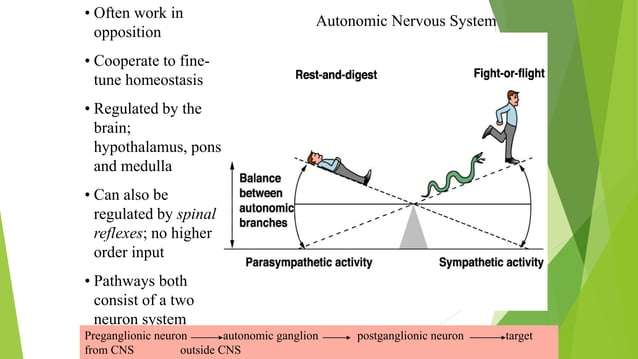 • Often work in
opposition
• Cooperate to fine-
tune homeostasis
• Regulated by the
brain;
hypothalamus, pons
and medulla
• Can also be
regulated by spinal
reflexes; no higher
order input
• Pathways both
consist of a two
neuron system
Autonomic Nervous System
Rest-and-digest
Fight-or-flight
Balance
between
autonomic
branches
Parasympathetic activity
Sympathetic activity
Preganglionic neuron autonomic ganglion postganglionic neuron target
from CNS outside CNS